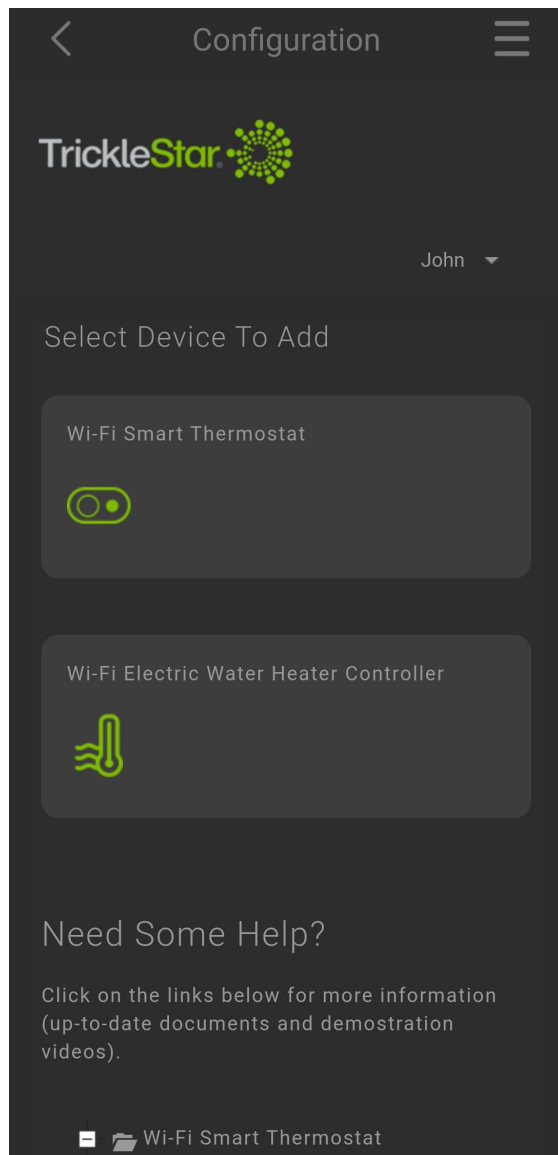 Configuration
TrickleStar®
John
Select Device To Add
Wi-Fi Smart Thermostat
Wi-Fi Electric Water Heater Controller
Need Some Help?
Click on the links below for more information
(up-to-date documents and demostration
videos).
Wi-Fi Smart Thermostat